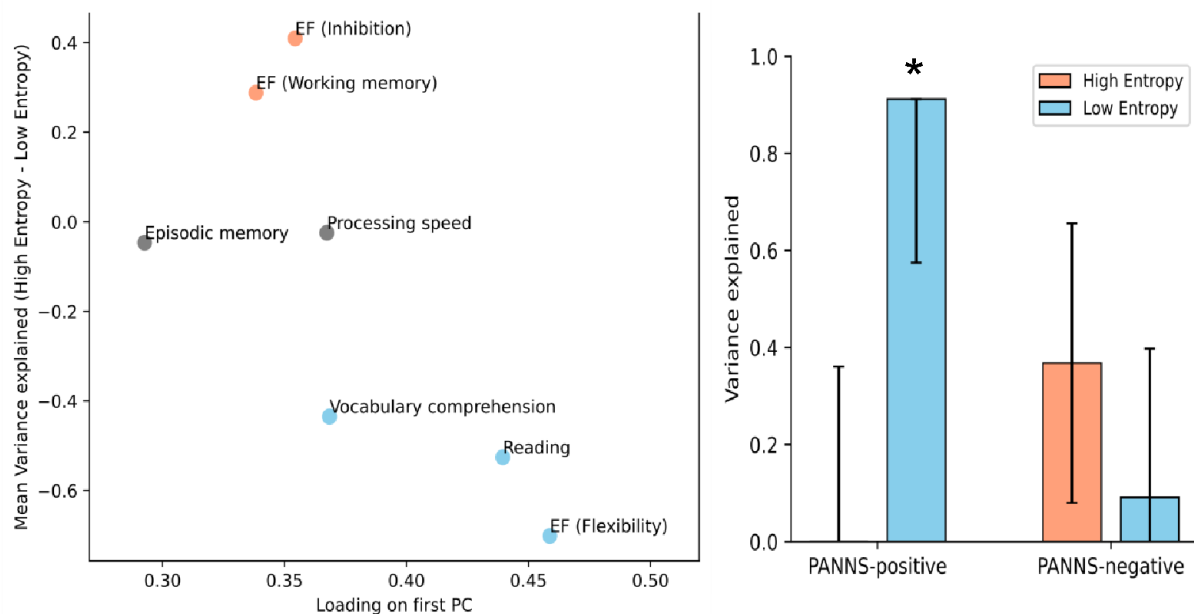 Mean Variance explained (High Entropy - Low Entropy)
0.4
0.2
0.0
−0.2
−0.4
−0.6
EF (Inhibition)
EF (Working memory)
Episodic memory
Processing speed
Vocabulary comprehension
Reading
EF (Flexibility)
0.30
0.35
0.40
0.45
0.50
Loading on first PC
Variance explained
1.0
0.8
0.6
0.4
0.2
0.0
*
High Entropy
Low Entropy
PANNS-positive
PANNS-negative